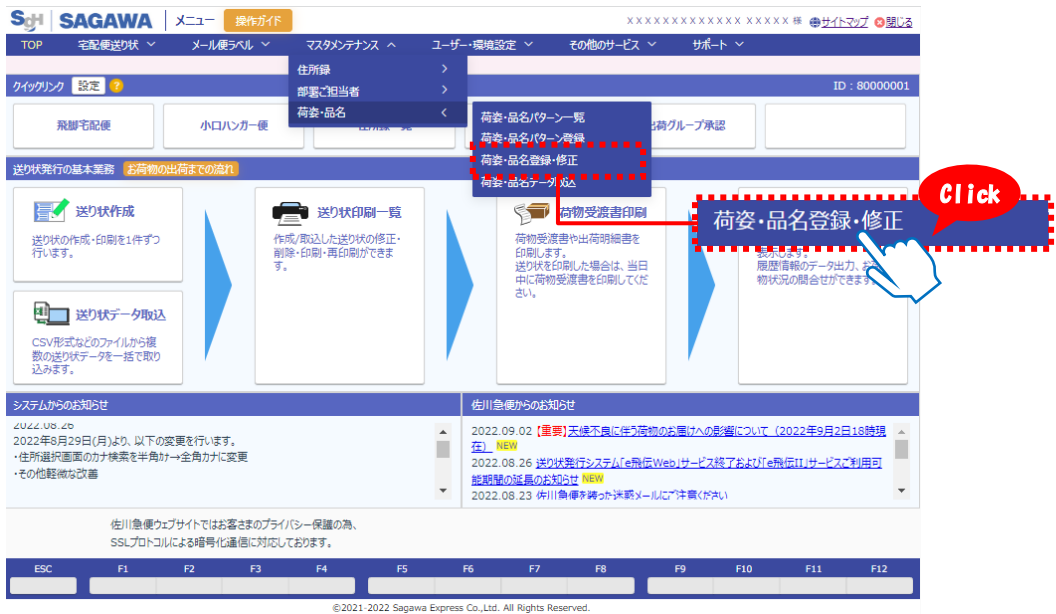 SGH SAGAWA メニュー 操作ガイド
X X X X X X X X X X X X X X X X X X X 様 サイトマップ 閉じる
TOP 宅配便送り状 メール便ラベル マスタメンテナンス ユーザー・環境設定 その他のサービス サポート
住所録
部署ご担当者
荷姿・品名
荷姿・品名パターン一覧
荷姿・品名パターン登録
荷姿・品名登録・修正
荷姿・品名データ取込
クイックリンク 設定 ? ID : 80000001
飛脚宅配便 小口ハンガー便 出荷グループ承認
送り状発行の基本業務 お荷物の出荷までの流れ
Click
荷姿・品名登録・修正
送り状作成
送り状の作成・印刷を1件ずつ
行います。
送り状データ取込
CSV形式などのファイルから複
数の送り状データを一括で取り
込みます。
送り状印刷一覧
作成/取込した送り状の修正・
削除・印刷・再印刷ができま
す。
荷物受渡書印刷
荷物受渡書や出荷明細書を
印刷します。
送り状を印刷した場合は、当日
中に荷物受渡書を印刷してくだ
さい。
表示します。
履歴情報のデータ出力、お
物状況の問合せができます
システムからのお知らせ
2022.08.26
2022年8月29日(月)より、以下の変更を行います。
・住所選択画面のカナ検索を半角ｶﾅ→全角カナに変更
・その他軽微な改善
佐川急便からのお知らせ
2022.09.02 【重要】天候不良に伴う荷物のお届けへの影響について（2022年9月2日18時現
在） NEW
2022.08.26 送り状発行システム「e飛伝Web」サービス終了および「e飛伝II」サービスご利用可
能期間の延長のお知らせ NEW
2022.08.23 佐川急便を装った迷惑メールにご注意ください
佐川急便ウェブサイトではお客さまのプライバシー保護の為、
SSLプロトコルによる暗号化通信に対応しております。
ESC F1 F2 F3 F4 F5 F6 F7 F8 F9 F10 F11 F12
©2021-2022 Sagawa Express Co.,Ltd. All Rights Reserved.